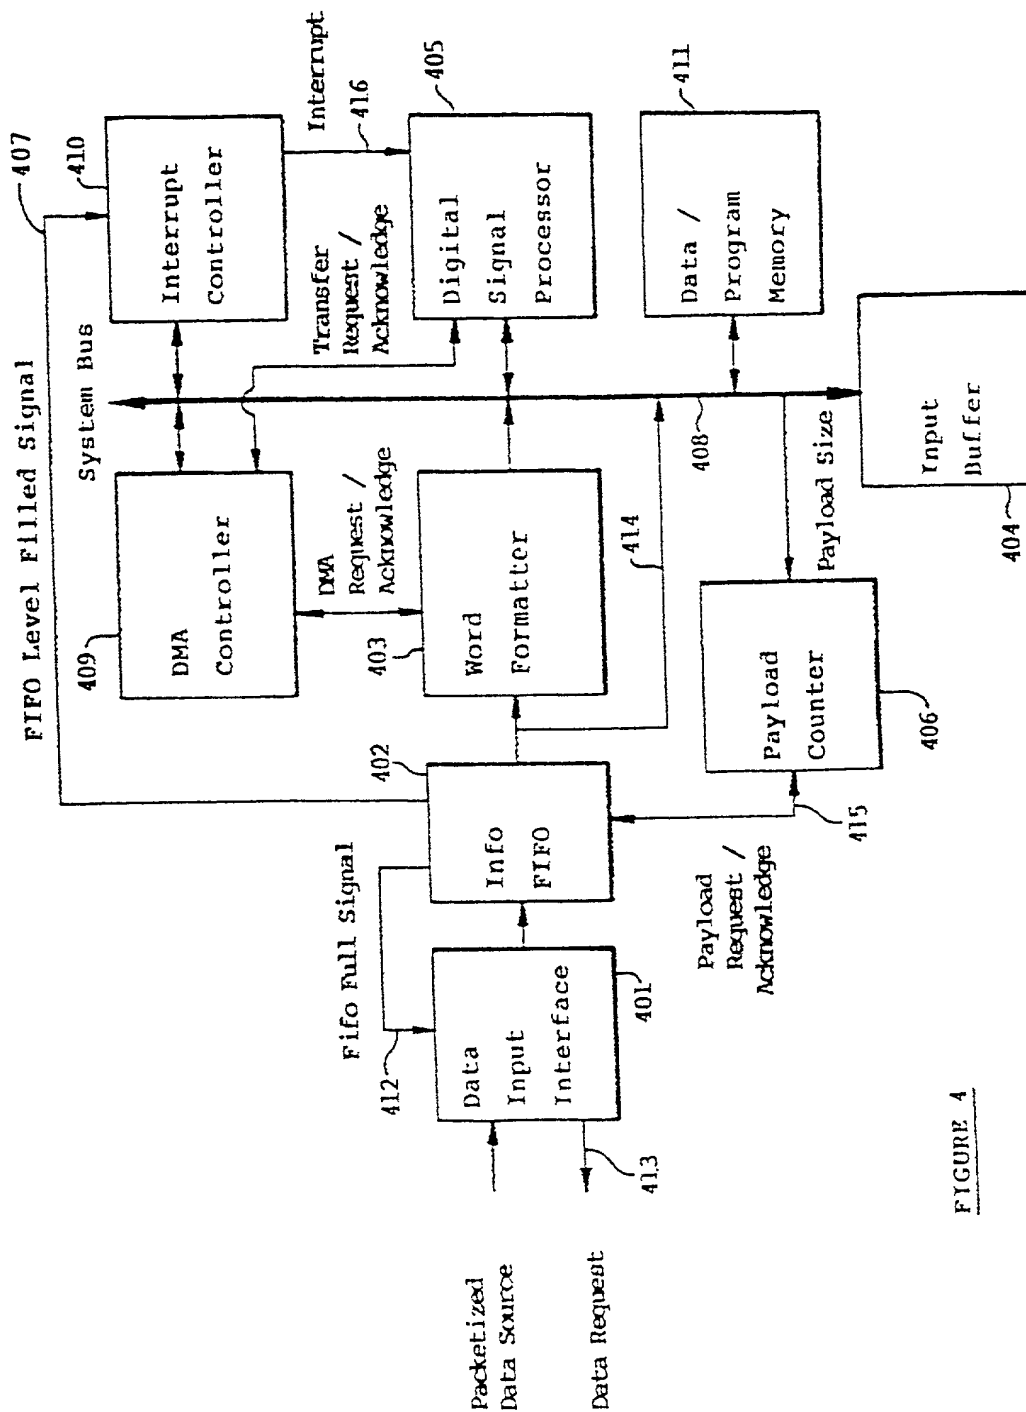 FIFO Level Filled Signal
407
System Bus
409
DMA
Controller
410
Interrupt
Controller
Interrupt
416
Transfer
Request /
Acknowledge
DMA
Request /
Acknowledge
405
Digital
Signal
Processor
Fifo Full Signal
412
402
Info
FIFO
403
Word
Formatter
414
408
411
Data /
Program
Memory
Packetized
Data Source
Data Request
413
Data
Input
Interface
401
Payload
Request /
Acknowledge
415
Payload
Counter
406
Payload Size
Input
Buffer
404
FIGURE 4